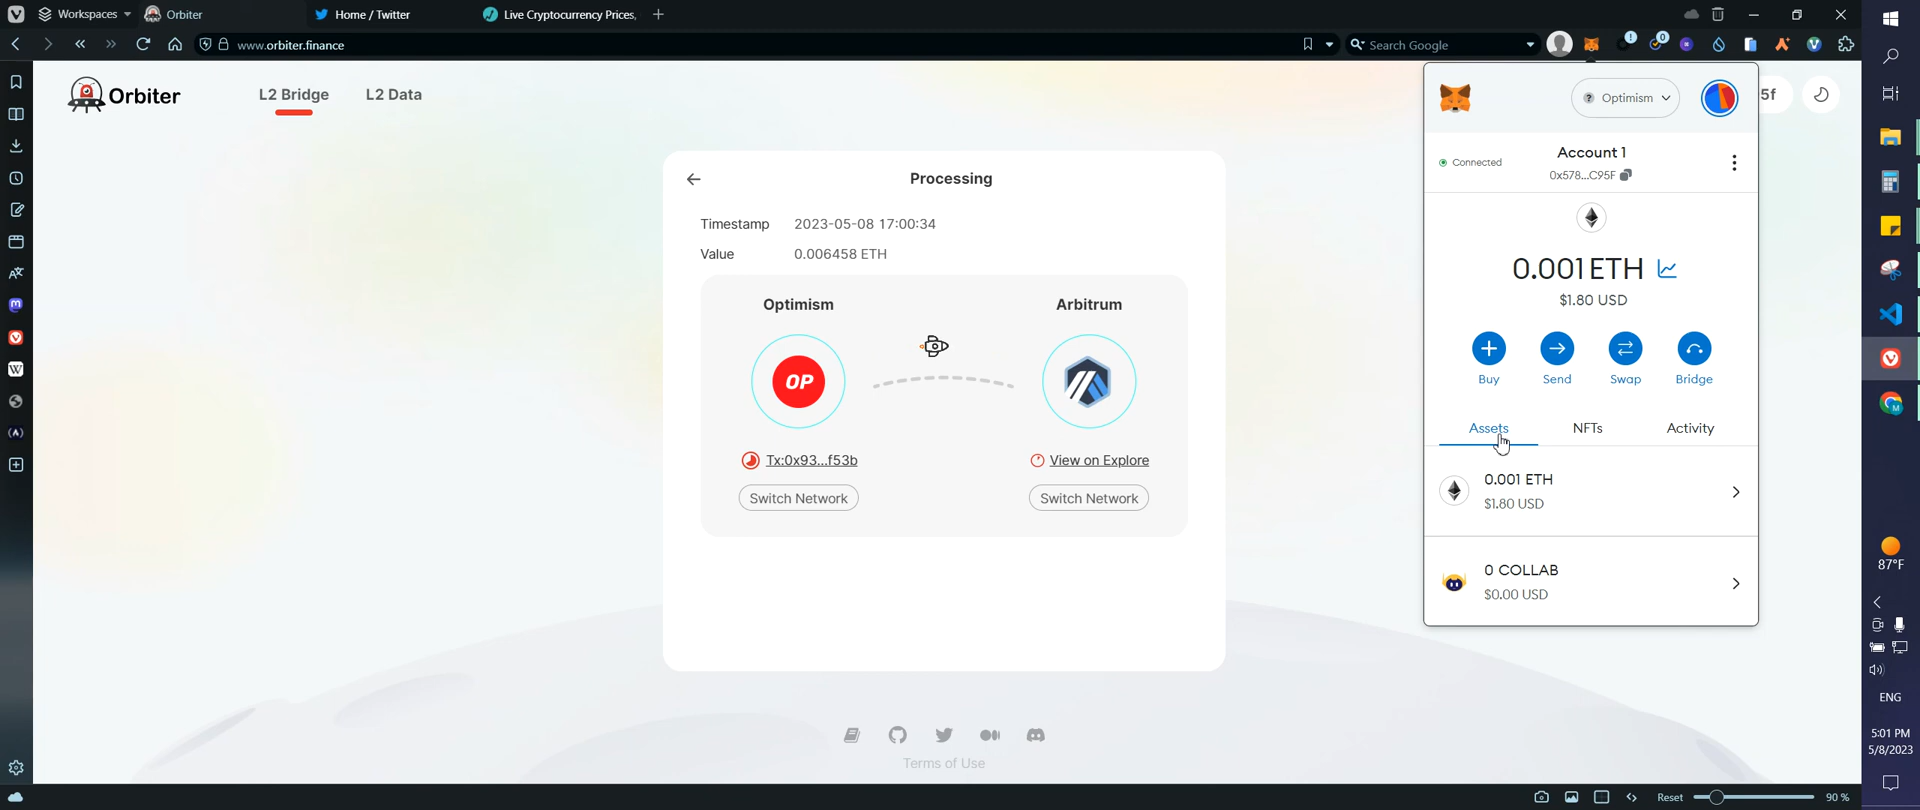 Workspaces
Orbiter
Home / Twitter
Live Cryptocurrency Prices,
www.orbiter.finance
Search Google
Orbiter
L2 Bridge
L2 Data
5f
Processing
Timestamp 2023-05-08 17:00:34
Value 0.006458 ETH
Optimism
Arbitrum
OP
Tx:0x93...f53b
View on Explore
Switch Network
Switch Network
Terms of Use
Optimism
Connected
Account 1
0x578...C95F
0.001 ETH
$1.80 USD
Buy
Send
Swap
Bridge
Assets
NFTs
Activity
0.001 ETH
$1.80 USD
0 COLLAB
$0.00 USD
87°F
ENG
5:01 PM
5/8/2023
Reset
90 %